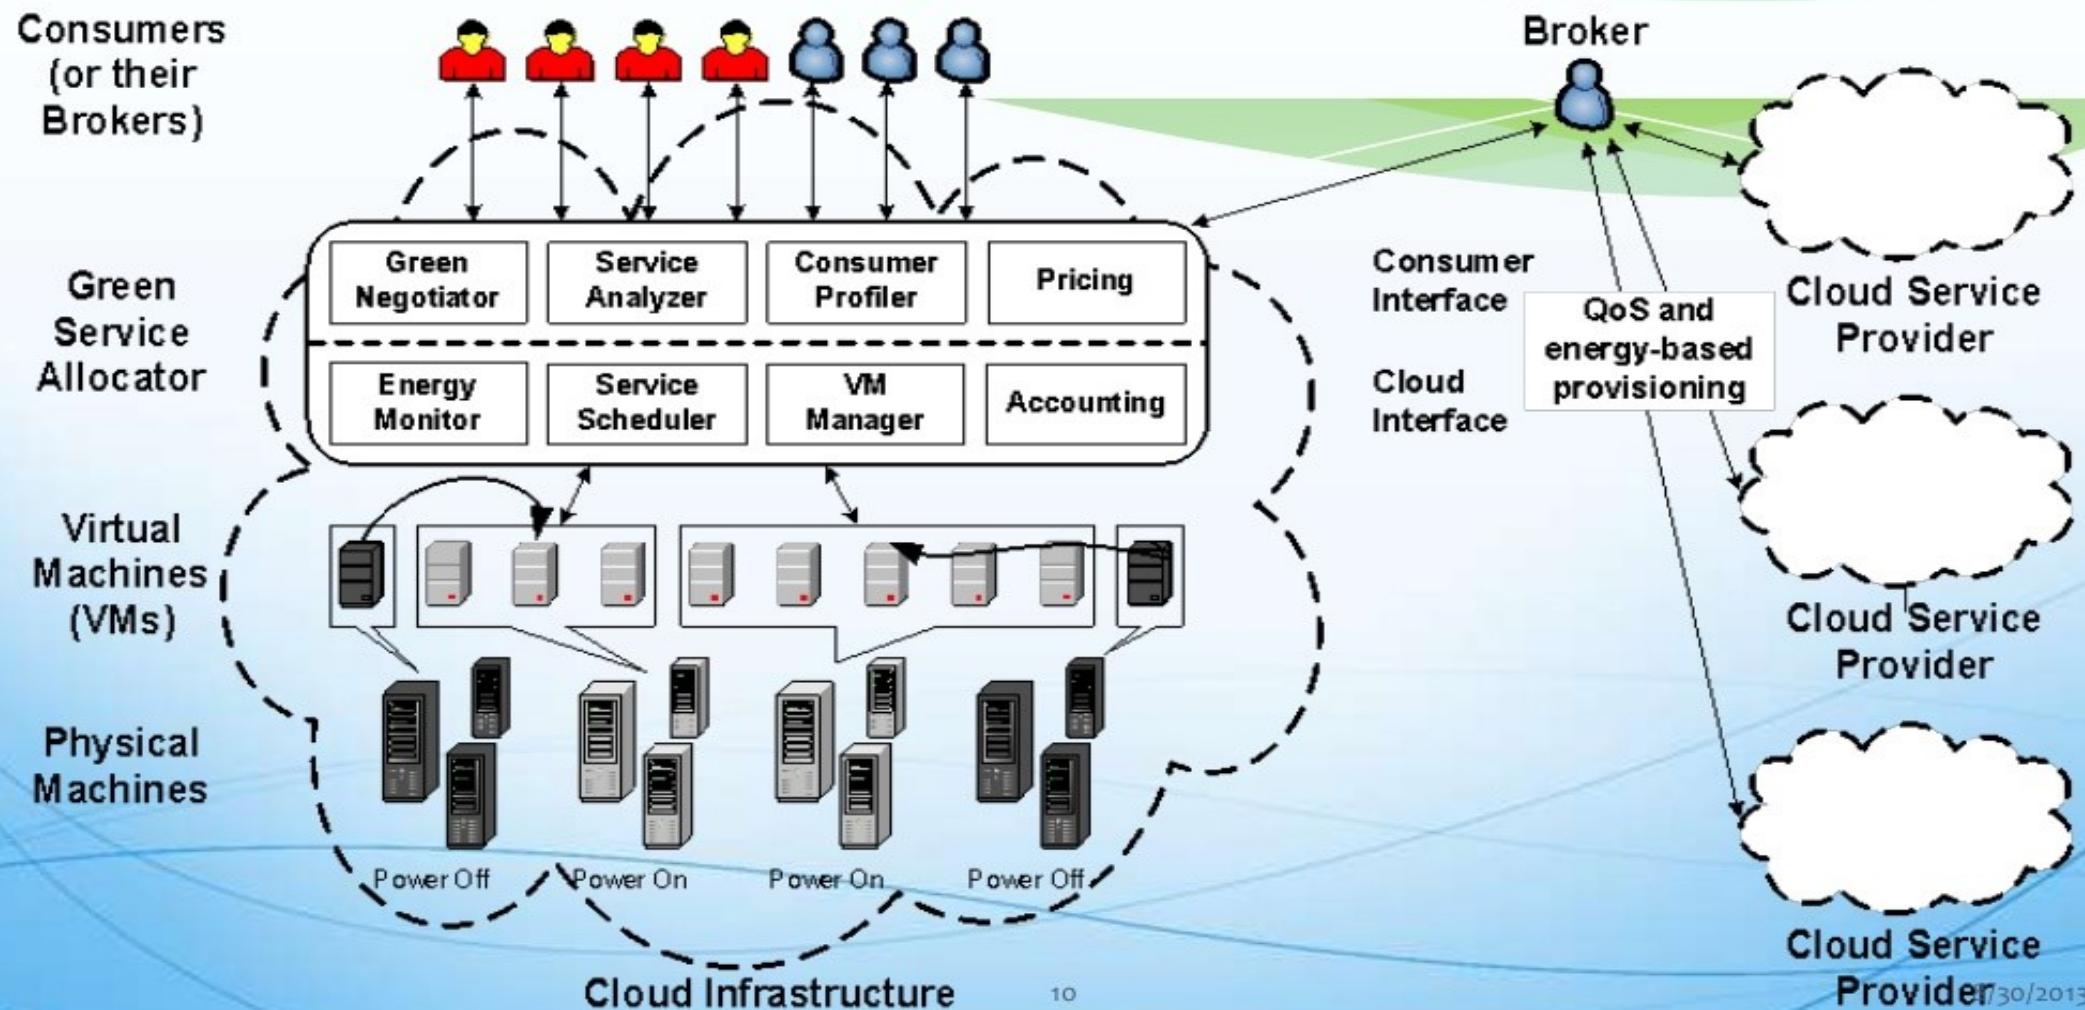 Consumers
(or their
Brokers)
Broker
Green
Service
Allocator
Green
Negotiator
Service
Analyzer
Consumer
Profiler
Pricing
Energy
Monitor
Service
Scheduler
VM
Manager
Accounting
Consumer
Interface
Cloud
Interface
QoS and
energy-based
provisioning
Cloud Service
Provider
Virtual
Machines
(VMs)
Cloud Service
Provider
Physical
Machines
Power Off
Power On
Power On
Power Off
Cloud Infrastructure
10
Cloud Service
Provider
/30/2013